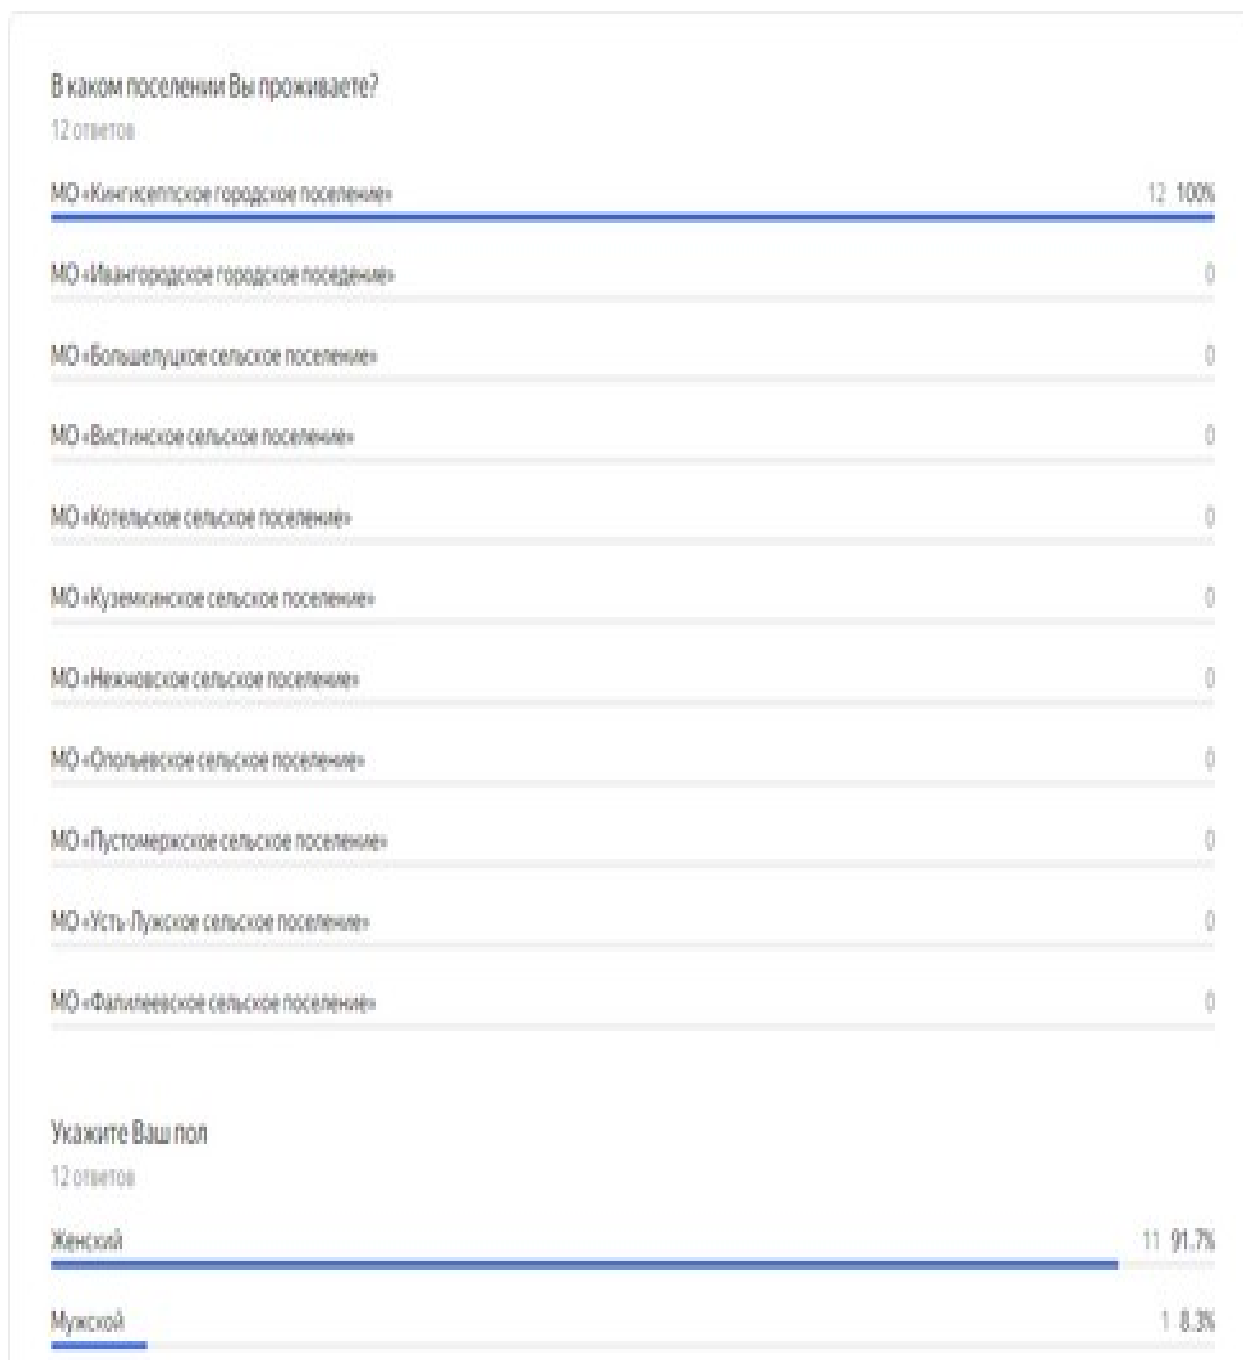 В каком поселении Вы проживаете?
12 ответов
МО «Кингисеппское городское поселение» 12 100%
МО «Ивангородское городское поседение» 0
МО «Большелуцкое сельское поселение» 0
МО «Вистинское сельское поселение» 0
МО «Котельское сельское поселение» 0
МО «Куземкинское сельское поселение» 0
МО «Нежновское сельское поселение» 0
МО «Опольевское сельское поселение» 0
МО «Пустомержское сельское поселение» 0
МО «Усть-Лужское сельское поселение» 0
МО «Фалилеевское сельское поселение» 0
Укажите Ваш пол
12 ответов
Женский 11 91.7%
Мужской 1 8.3%